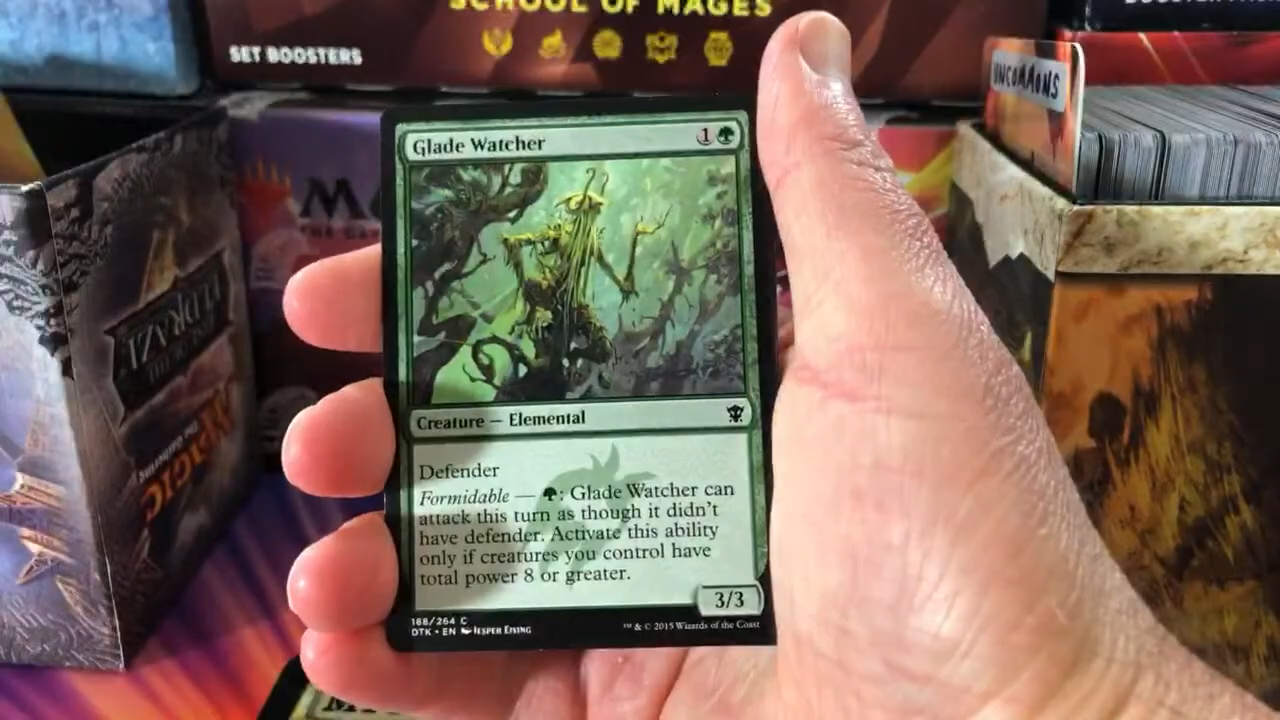 SCHOOL OF MAGES
SET BOOSTERS
UNCOMMONS
Glade Watcher 1
Creature — Elemental
Defender
Formidable — : Glade Watcher can
attack this turn as though it didn't
have defender. Activate this ability
only if creatures you control have
total power 8 or greater.
3/3
188/264 C
DTK • EN Jesper Ejsing
™ & © 2015 Wizards of the Coast